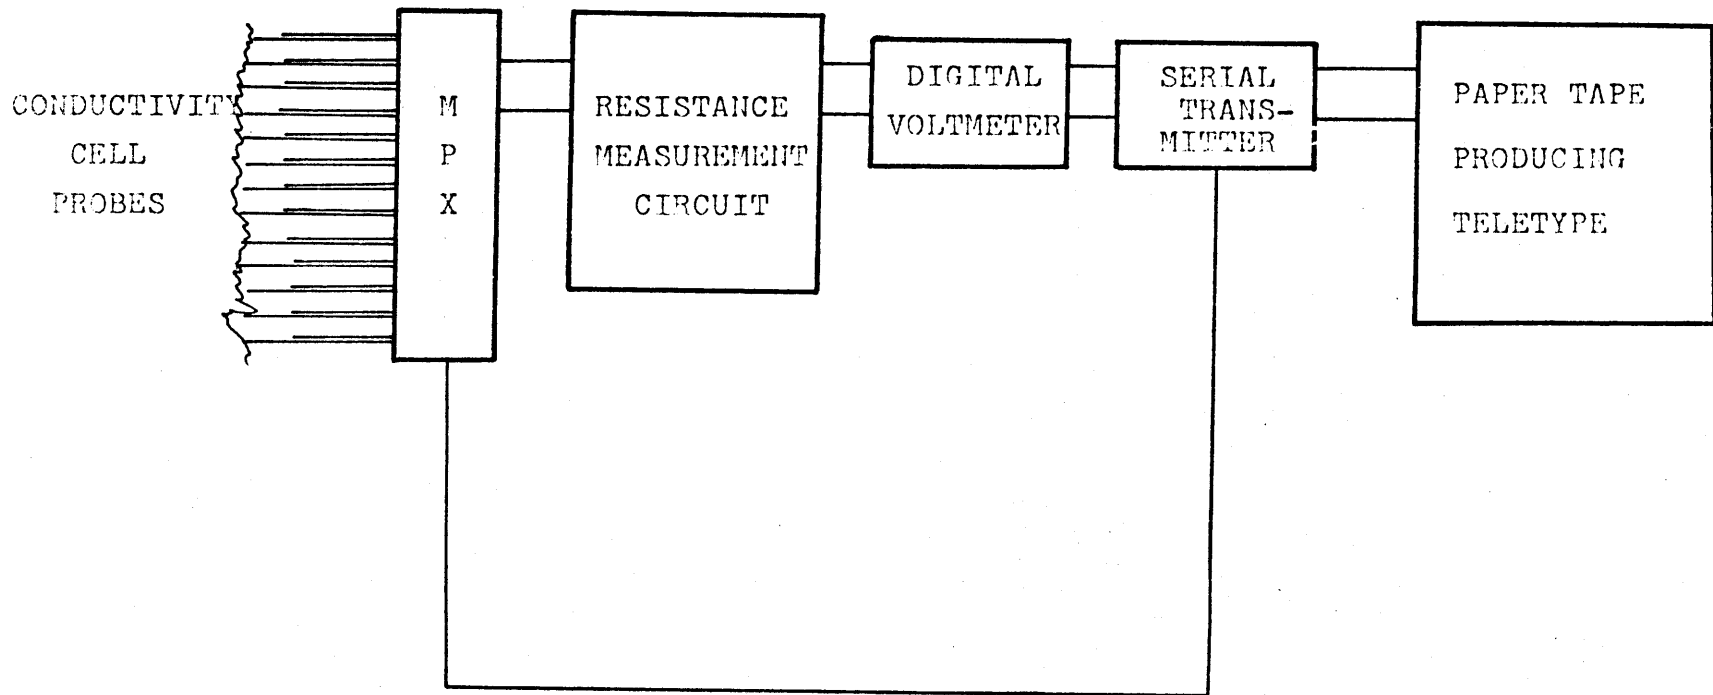 CONDUCTIVITY
CELL
PROBES
M
P
X
RESISTANCE
MEASUREMENT
CIRCUIT
DIGITAL
VOLTMETER
SERIAL
TRANS-
MITTER
PAPER TAPE
PRODUCING
TELETYPE